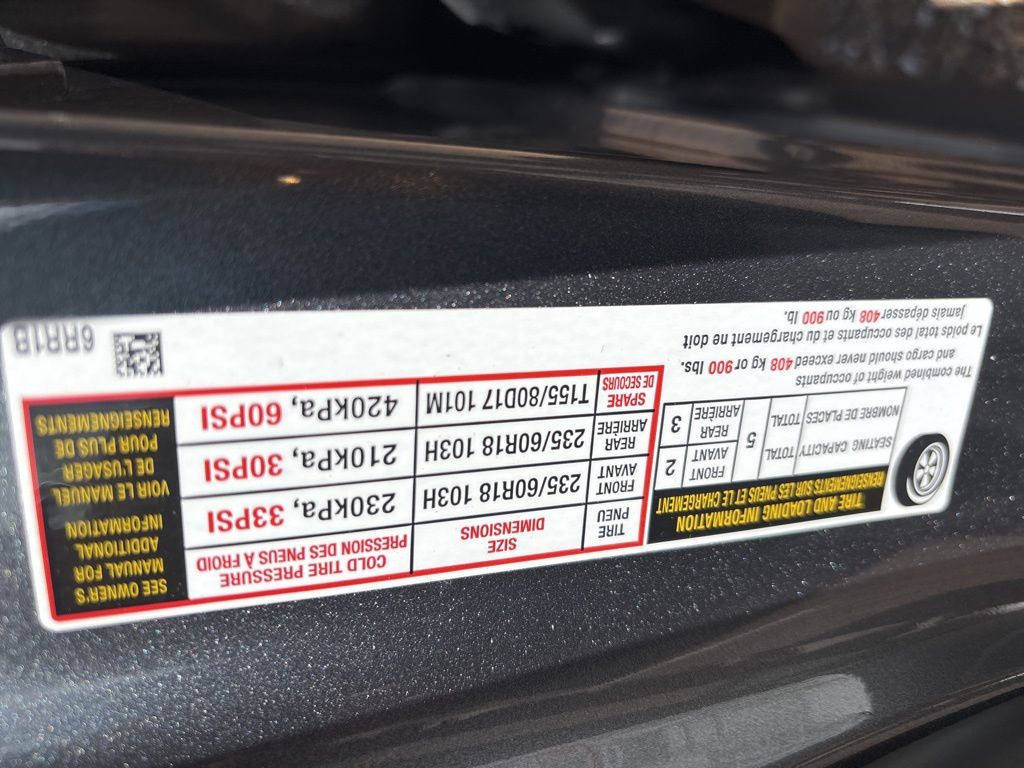 TIRE AND LOADING INFORMATION
RENSEIGNEMENTS SUR LES PNEUS ET LE CHARGEMENT
SEATING CAPACITY TOTAL 5 FRONT AVANT 2
NOMBRE DE PLACES TOTAL REAR ARRIÈRE 3
The combined weight of occupants
and cargo should never exceed 408 kg or 900 lbs.
Le poids total des occupants et du chargement ne doit
jamais dépasser 408 kg ou 900 lb.
TIRE PNEU
SIZE
DIMENSIONS
COLD TIRE PRESSURE
PRESSION DES PNEUS À FROID
FRONT AVANT 235/60R18 103H 230kPa, 33PSI
REAR ARRIÈRE 235/60R18 103H 210kPa, 30PSI
SPARE DE SECOURS T155/80D17 101M 420kPa, 60PSI
SEE OWNER'S
MANUAL FOR
ADDITIONAL
INFORMATION
VOIR LE MANUEL
DE L'USAGER
POUR PLUS DE
RENSEIGNEMENTS
6RR1B